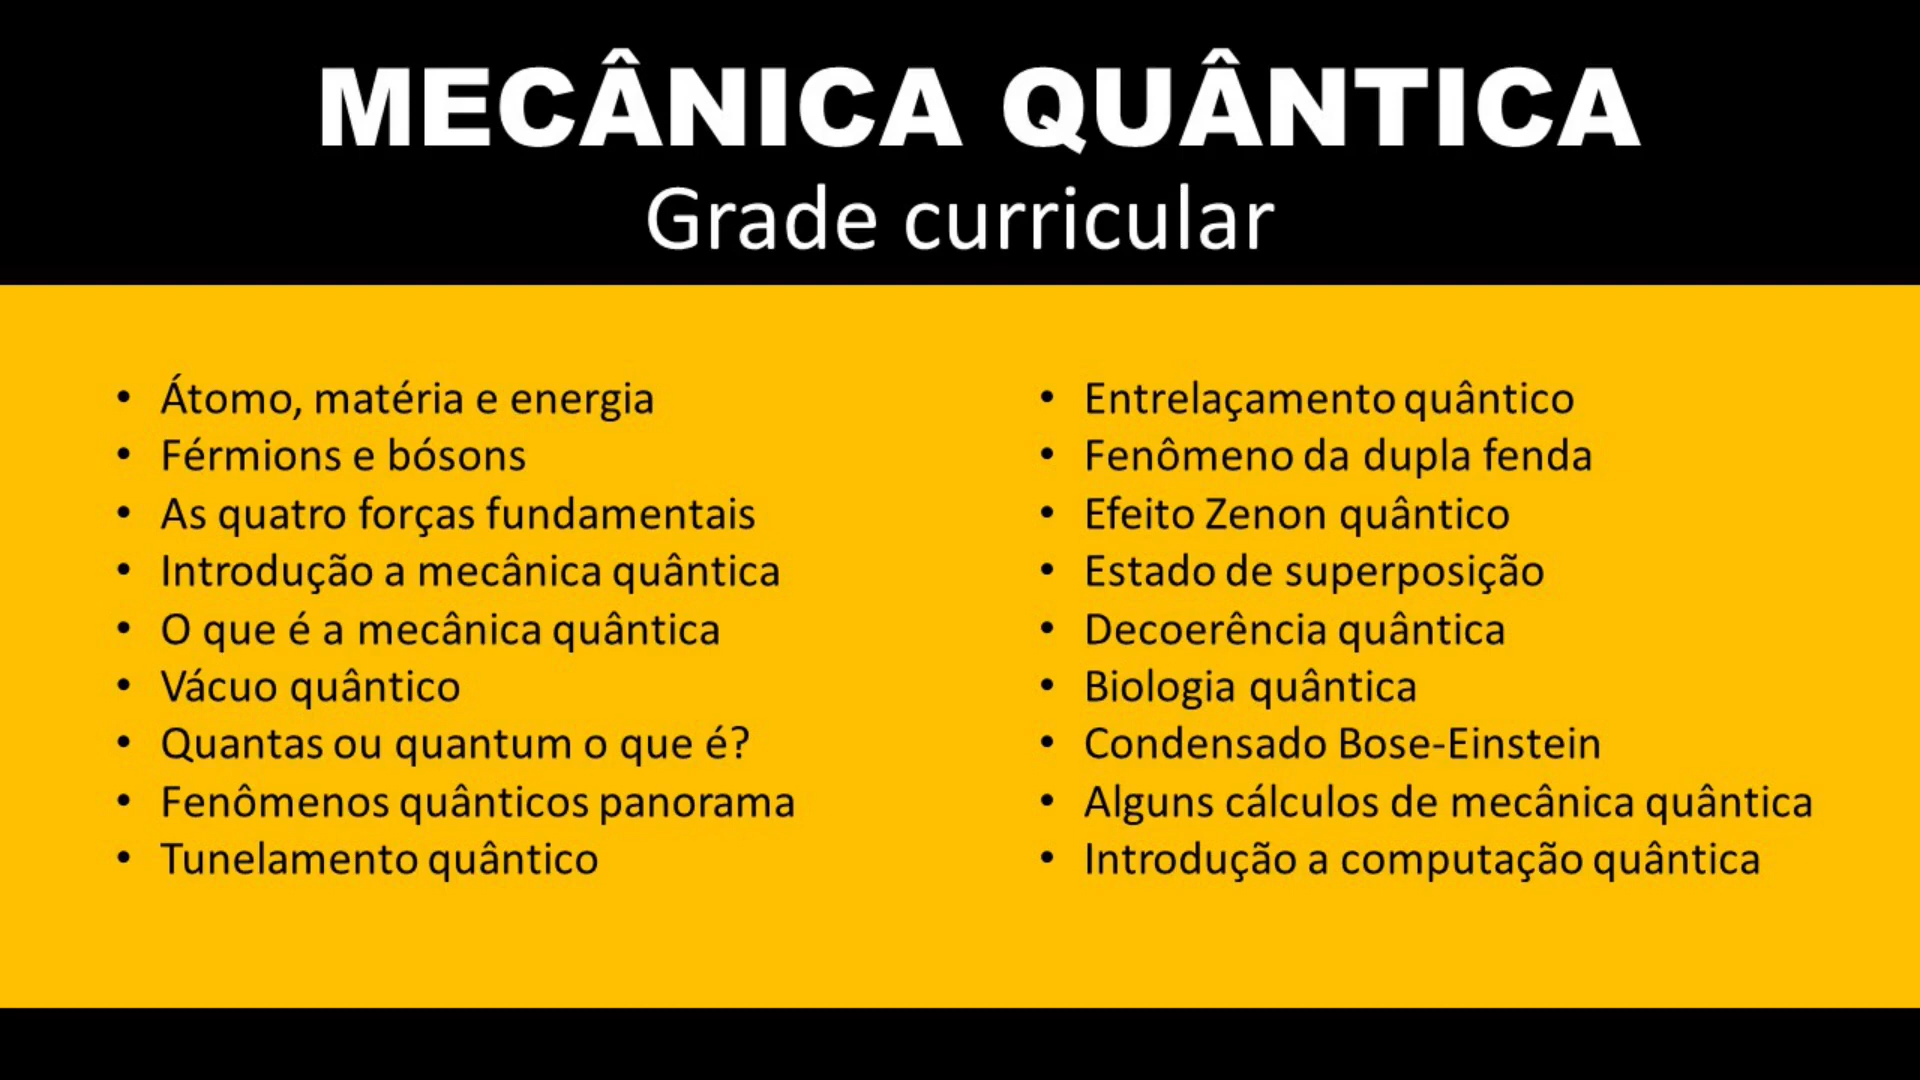 MECÂNICA QUÂNTICA
Grade curricular
• Átomo, matéria e energia
• Férmions e bósons
• As quatro forças fundamentais
• Introdução a mecânica quântica
• O que é a mecânica quântica
• Vácuo quântico
• Quantas ou quantum o que é?
• Fenômenos quânticos panorama
• Tunelamento quântico
• Entrelaçamento quântico
• Fenômeno da dupla fenda
• Efeito Zenon quântico
• Estado de superposição
• Decoerência quântica
• Biologia quântica
• Condensado Bose-Einstein
• Alguns cálculos de mecânica quântica
• Introdução a computação quântica